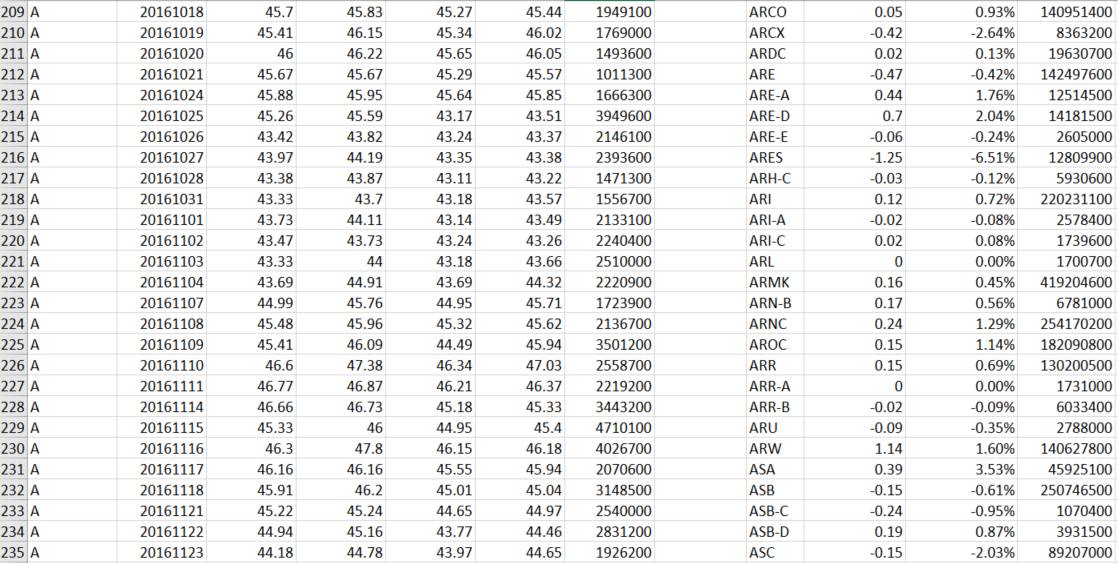 209 A 20161018 45.7 45.83 45.27 45.44 1949100 ARCO 0.05 0.93% 140951400
210 A 20161019 45.41 46.15 45.34 46.02 1769000 ARCX -0.42 -2.64% 8363200
211 A 20161020 46 46.22 45.65 46.05 1493600 ARDC 0.02 0.13% 19630700
212 A 20161021 45.67 45.67 45.29 45.57 1011300 ARE -0.47 -0.42% 142497600
213 A 20161024 45.88 45.95 45.64 45.85 1666300 ARE-A 0.44 1.76% 12514500
214 A 20161025 45.26 45.59 43.17 43.51 3949600 ARE-D 0.7 2.04% 14181500
215 A 20161026 43.42 43.82 43.24 43.37 2146100 ARE-E -0.06 -0.24% 2605000
216 A 20161027 43.97 44.19 43.35 43.38 2393600 ARES -1.25 -6.51% 12809900
217 A 20161028 43.38 43.87 43.11 43.22 1471300 ARH-C -0.03 -0.12% 5930600
218 A 20161031 43.33 43.7 43.18 43.57 1556700 ARI 0.12 0.72% 220231100
219 A 20161101 43.73 44.11 43.14 43.49 2133100 ARI-A -0.02 -0.08% 2578400
220 A 20161102 43.47 43.73 43.24 43.26 2240400 ARI-C 0.02 0.08% 1739600
221 A 20161103 43.33 44 43.18 43.66 2510000 ARL 0 0.00% 1700700
222 A 20161104 43.69 44.91 43.69 44.32 2220900 ARMK 0.16 0.45% 419204600
223 A 20161107 44.99 45.76 44.95 45.71 1723900 ARN-B 0.17 0.56% 6781000
224 A 20161108 45.48 45.96 45.32 45.62 2136700 ARNC 0.24 1.29% 254170200
225 A 20161109 45.41 46.09 44.49 45.94 3501200 AROC 0.15 1.14% 182090800
226 A 20161110 46.6 47.38 46.34 47.03 2558700 ARR 0.15 0.69% 130200500
227 A 20161111 46.77 46.87 46.21 46.37 2219200 ARR-A 0 0.00% 1731000
228 A 20161114 46.66 46.73 45.18 45.33 3443200 ARR-B -0.02 -0.09% 6033400
229 A 20161115 45.33 46 44.95 45.4 4710100 ARU -0.09 -0.35% 2788000
230 A 20161116 46.3 47.8 46.15 46.18 4026700 ARW 1.14 1.60% 140627800
231 A 20161117 46.16 46.16 45.55 45.94 2070600 ASA 0.39 3.53% 45925100
232 A 20161118 45.91 46.2 45.01 45.04 3148500 ASB -0.15 -0.61% 250746500
233 A 20161121 45.22 45.24 44.65 44.97 2540000 ASB-C -0.24 -0.95% 1070400
234 A 20161122 44.94 45.16 43.77 44.46 2831200 ASB-D 0.19 0.87% 3931500
235 A 20161123 44.18 44.78 43.97 44.65 1926200 ASC -0.15 -2.03% 89207000